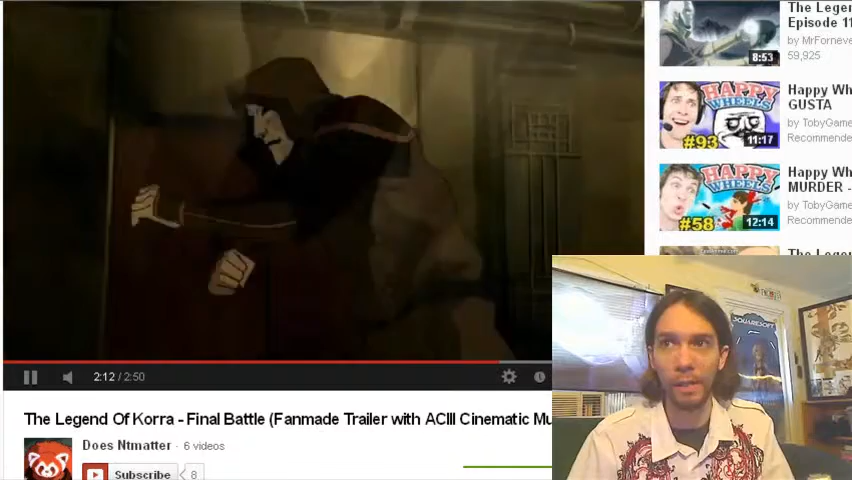 The Legen
Episode 11
by MrForneve
59,925
8:53
HAPPY
WHEELS
#93
11:17
Happy Wh
GUSTA
by TobyGame
Recommende
HAPPY
WHEELS
#58
12:14
Happy Wh
MURDER -
by TobyGame
Recommende
The Legen
2:12 / 2:50
The Legend Of Korra - Final Battle (Fanmade Trailer with ACIII Cinematic Mu
Does Ntmatter · 6 videos
Subscribe 8
SQUARESOFT